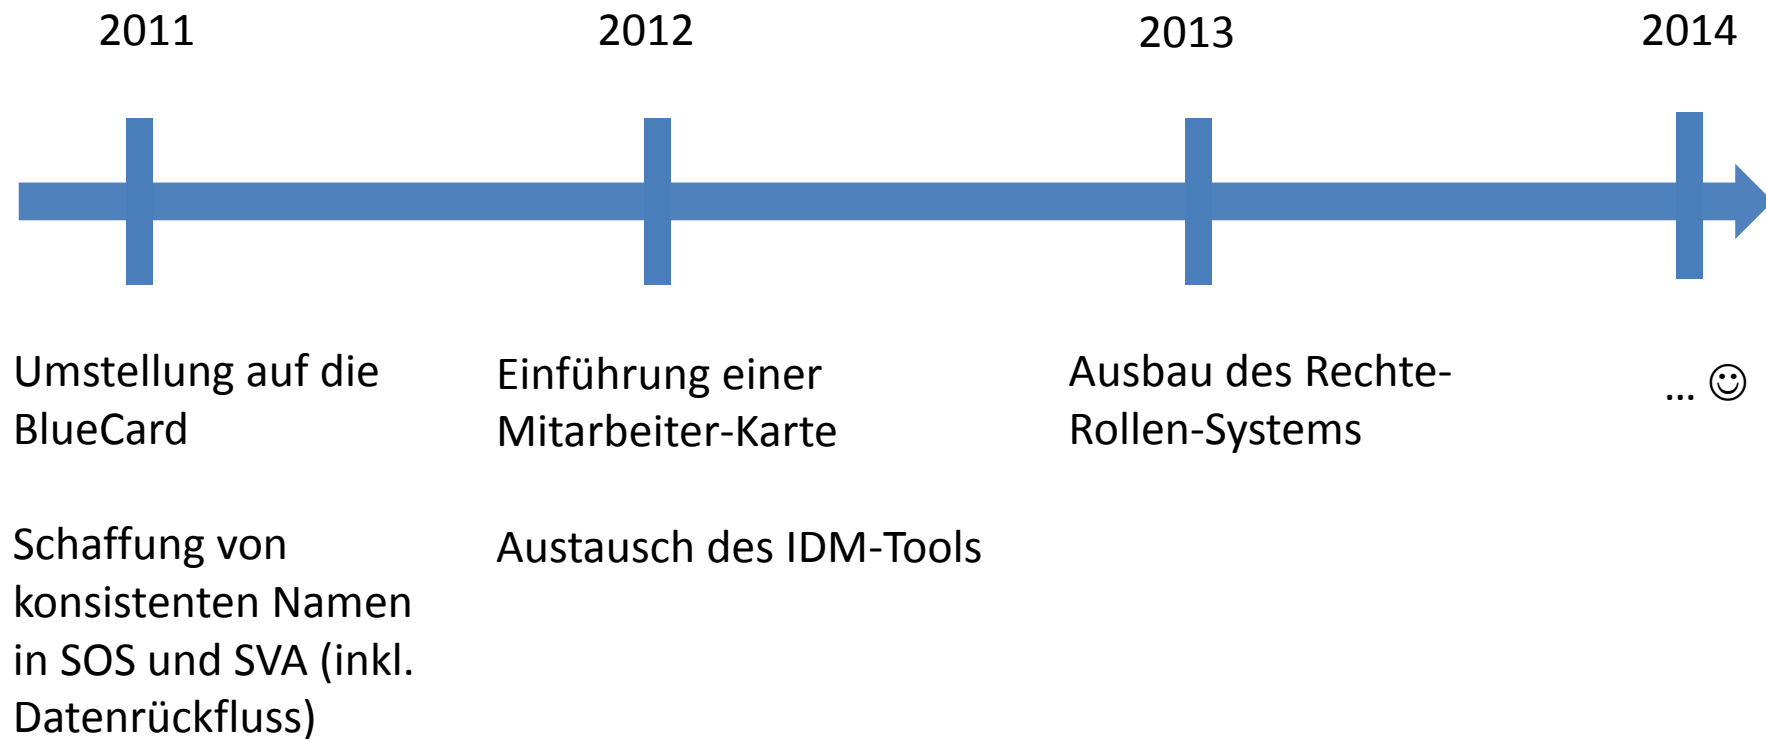 2011
2012
2013
2014
Umstellung auf die
BlueCard
Schaffung von
konsistenten Namen
in SOS und SVA (inkl.
Datenrückfluss)
Einführung einer
Mitarbeiter-Karte
Austausch des IDM-Tools
Ausbau des Rechte-
Rollen-Systems
... ☺